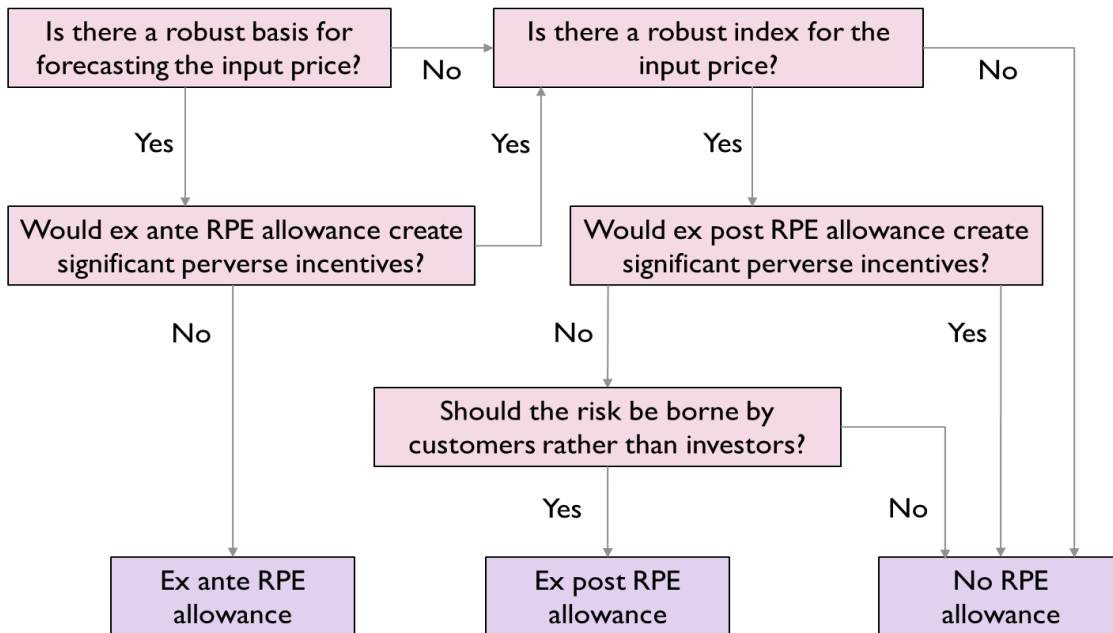 Is there a robust basis for
forecasting the input price?
No
Is there a robust index for the
input price?
No
Yes
Yes
Yes
Would ex ante RPE allowance create
significant perverse incentives?
Would ex post RPE allowance create
significant perverse incentives?
No
No
Yes
Should the risk be borne by
customers rather than investors?
Yes
No
Ex ante RPE
allowance
Ex post RPE
allowance
No RPE
allowance